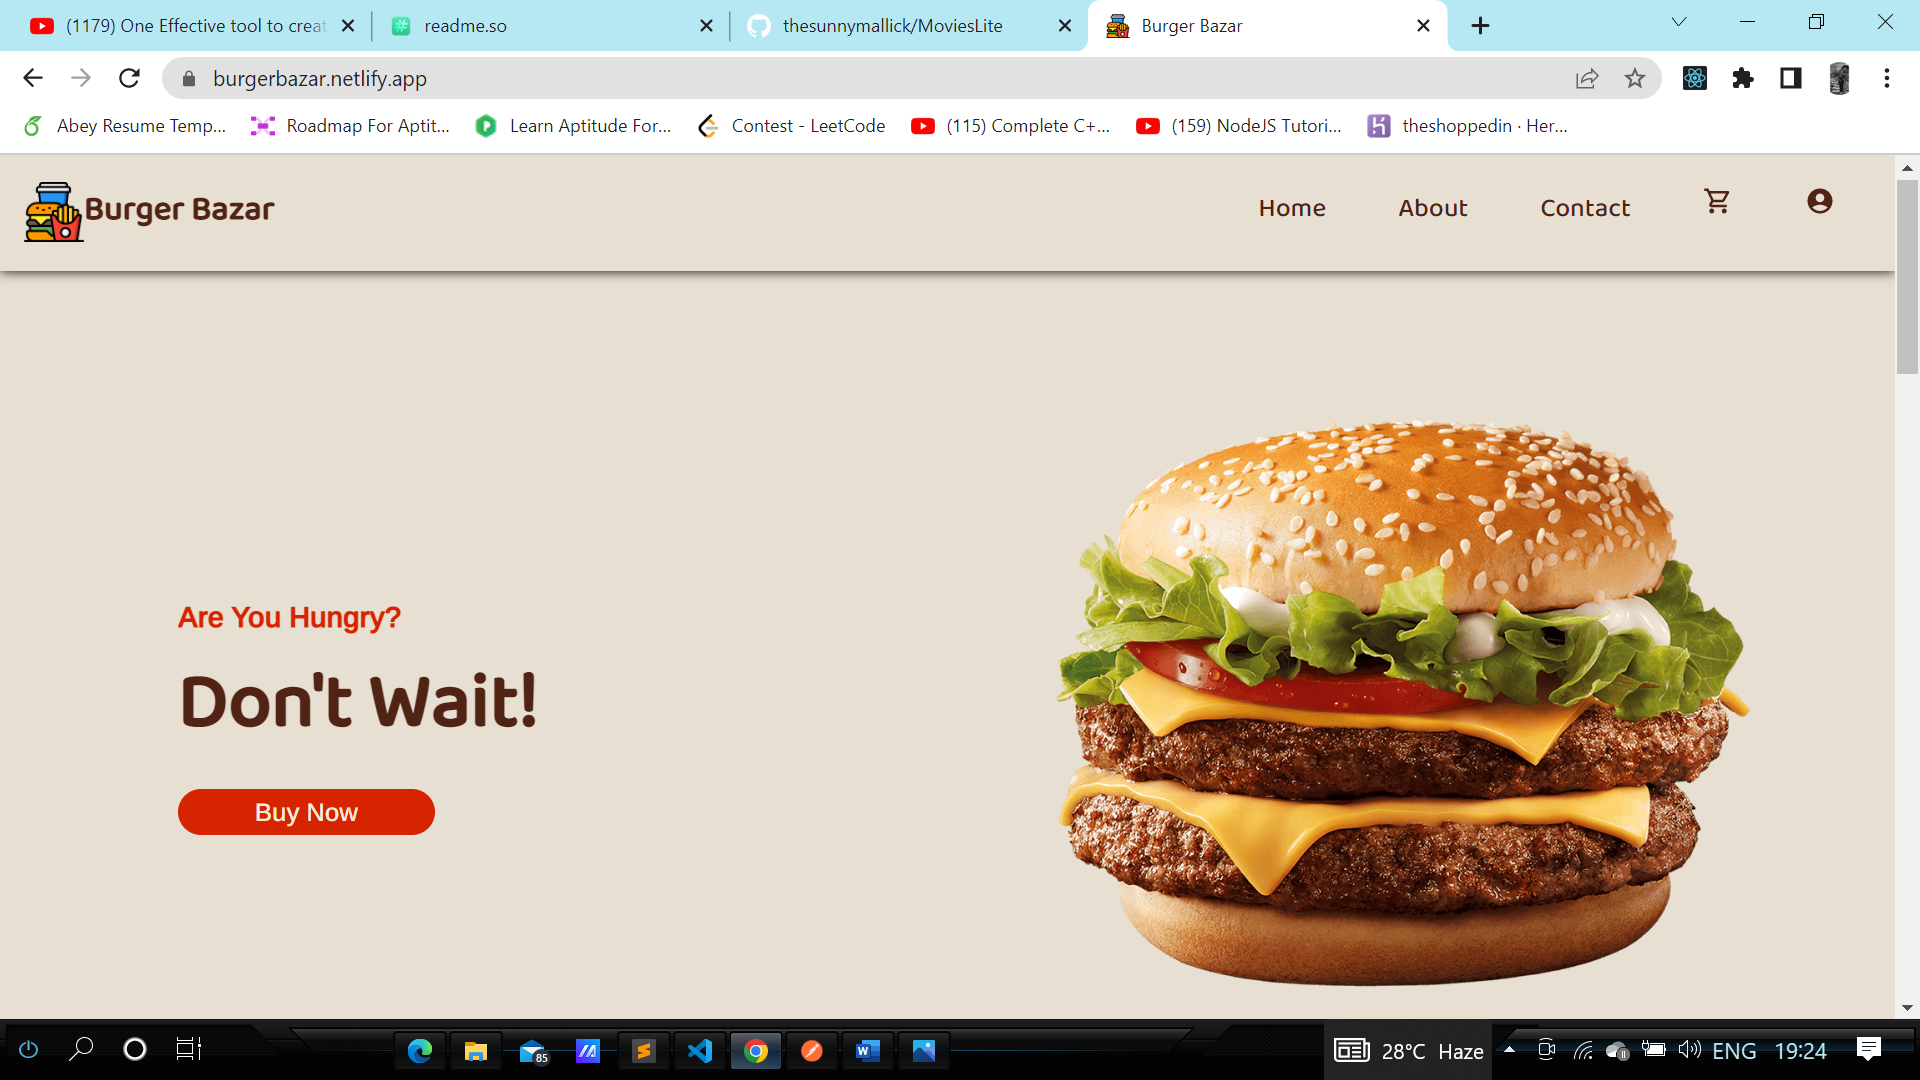 (1179) One Effective tool to creat
readme.so
thesunnymallick/MoviesLite
Burger Bazar
burgerbazar.netlify.app
Abey Resume Temp...
Roadmap For Aptit...
Learn Aptitude For...
Contest - LeetCode
(115) Complete C+...
(159) NodeJS Tutori...
theshoppedin · Her...
Burger Bazar
Home
About
Contact
Are You Hungry?
Don't Wait!
Buy Now
85
28°C Haze
ENG
19:24